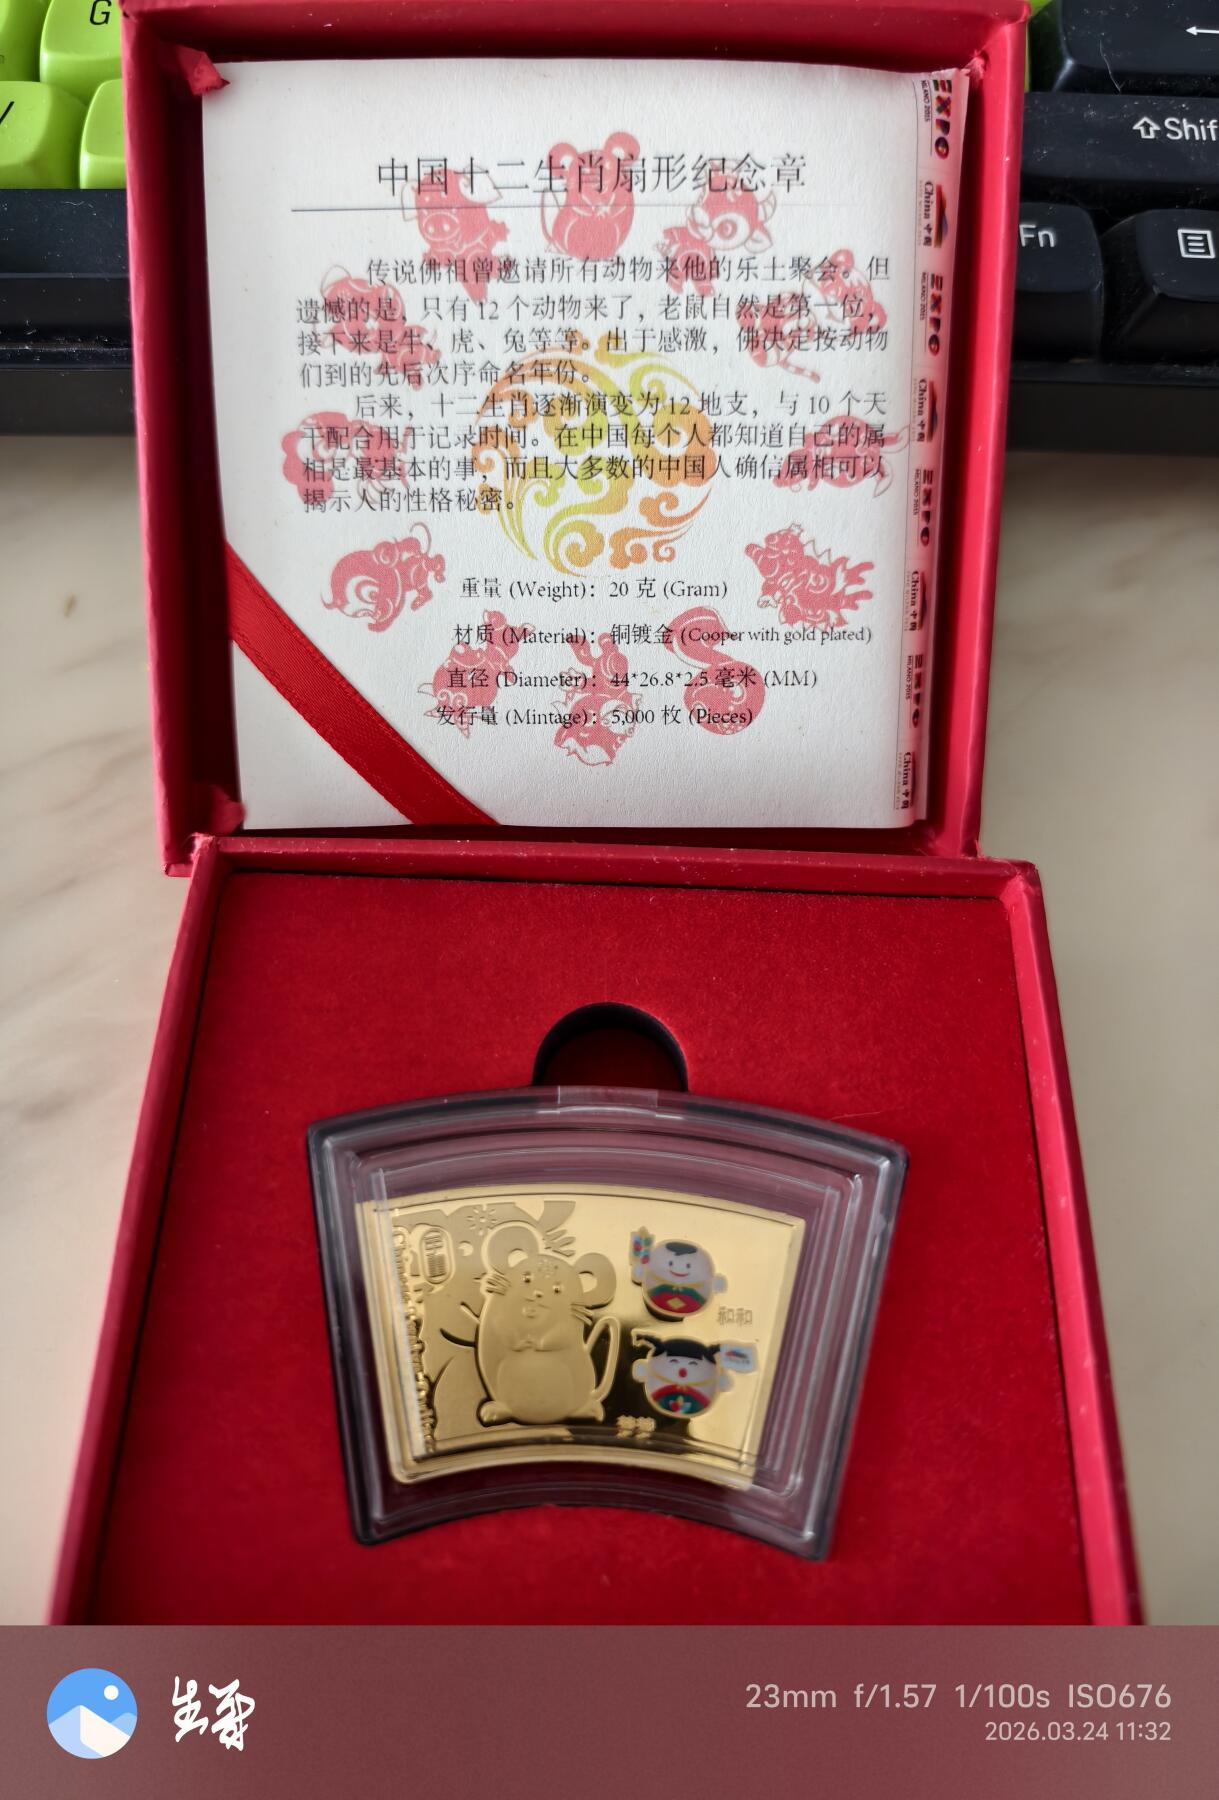 G
⇧Shif
Fn
EXPO
MILANO 2015
China 中国
中国十二生肖扇形纪念章
传说佛祖曾邀请所有动物来他的乐土聚会。但
遗憾的是，只有12个动物来了，老鼠自然是第一位，
接下来是牛、虎、兔等等。出于感激，佛决定按动物
们到的先后次序命名年份。
后来，十二生肖逐渐演变为12地支，与10个天
干配合用于记录时间。在中国每个人都知道自己的属
相是最基本的事，而且大多数的中国人确信属相可以
揭示人的性格秘密。
重量 (Weight)：20 克 (Gram)
材质 (Material)：铜镀金 (Cooper with gold plated)
直径 (Diameter)：44*26.8*2.5 毫米 (MM)
发行量 (Mintage)：5,000 枚 (Pieces)
和和
23mm f/1.57 1/100s ISO676
2026.03.24 11:32